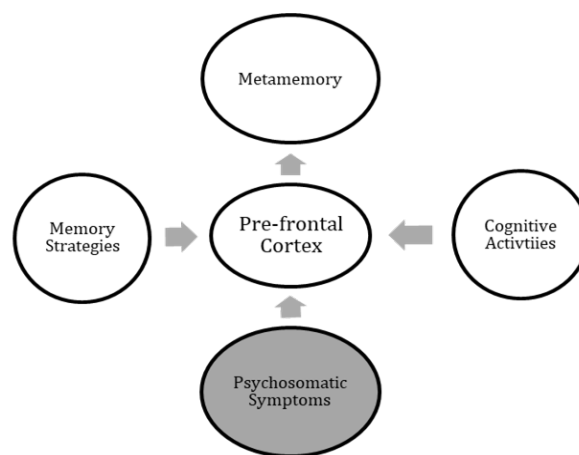 Metamemory
Memory
Strategies
Pre-frontal
Cortex
Cognitive
Activtiies
Psychosomatic
Symptoms